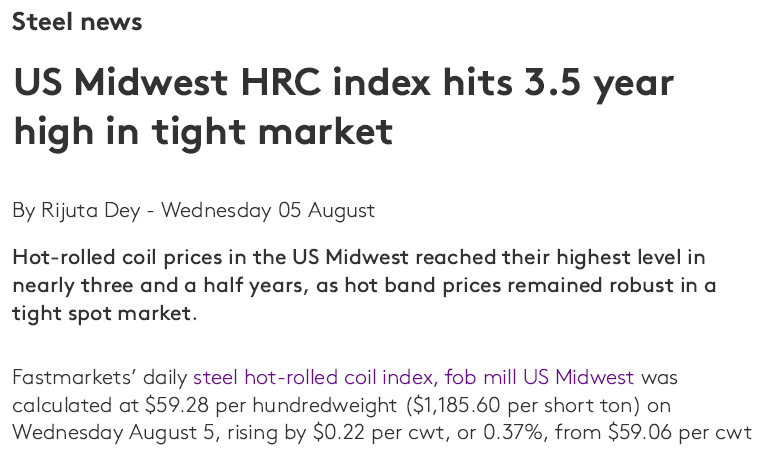 Steel news
US Midwest HRC index hits 3.5 year
high in tight market
By Rijuta Dey - Wednesday 05 August
Hot-rolled coil prices in the US Midwest reached their highest level in
nearly three and a half years, as hot band prices remained robust in a
tight spot market.
Fastmarkets’ daily steel hot-rolled coil index, fob mill US Midwest was
calculated at $59.28 per hundredweight ($1,185.60 per short ton) on
Wednesday August 5, rising by $0.22 per cwt, or 0.37%, from $59.06 per cwt